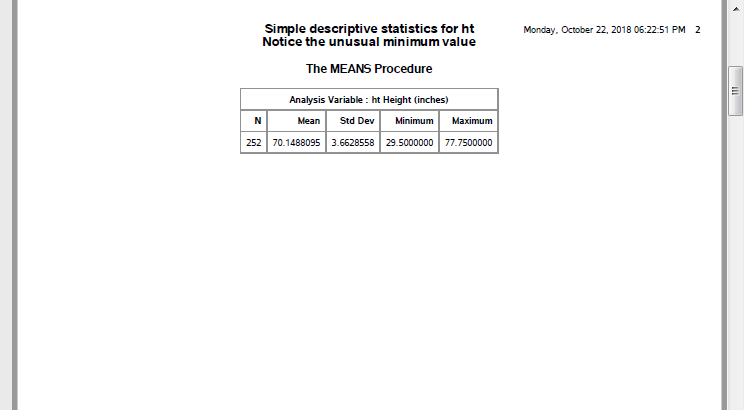 Simple descriptive statistics for ht Monday, October 22, 2018 06:22:51 PM 2
Notice the unusual minimum value
The MEANS Procedure
Analysis Variable : ht Height (inches)
N Mean Std Dev Minimum Maximum
252 70.1488095 3.6628558 29.5000000 77.7500000